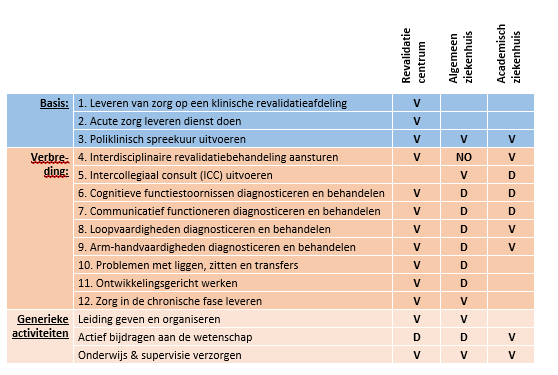 Revalidatie centrum
Algemeen ziekenhuis
Academisch ziekenhuis
Basis: 1. Leveren van zorg op een klinische revalidatieafdeling V
2. Acute zorg leveren dienst doen V
3. Poliklinisch spreekuur uitvoeren V V V
Verbre- 4. Interdisciplinaire revalidatiebehandeling aansturen V NO V
ding: 5. Intercollegiaal consult (ICC) uitvoeren V D
6. Cognitieve functiestoornissen diagnosticeren en behandelen V D D
7. Communicatief functioneren diagnosticeren en behandelen V D D
8. Loopvaardigheden diagnosticeren en behandelen V D V
9. Arm-handvaardigheden diagnosticeren en behandelen V D V
10. Problemen met liggen, zitten en transfers V D
11. Ontwikkelingsgericht werken V D
12. Zorg in de chronische fase leveren V V
Generieke Leiding geven en organiseren V V
activiteiten Actief bijdragen aan de wetenschap D D V
Onderwijs & supervisie verzorgen V V V